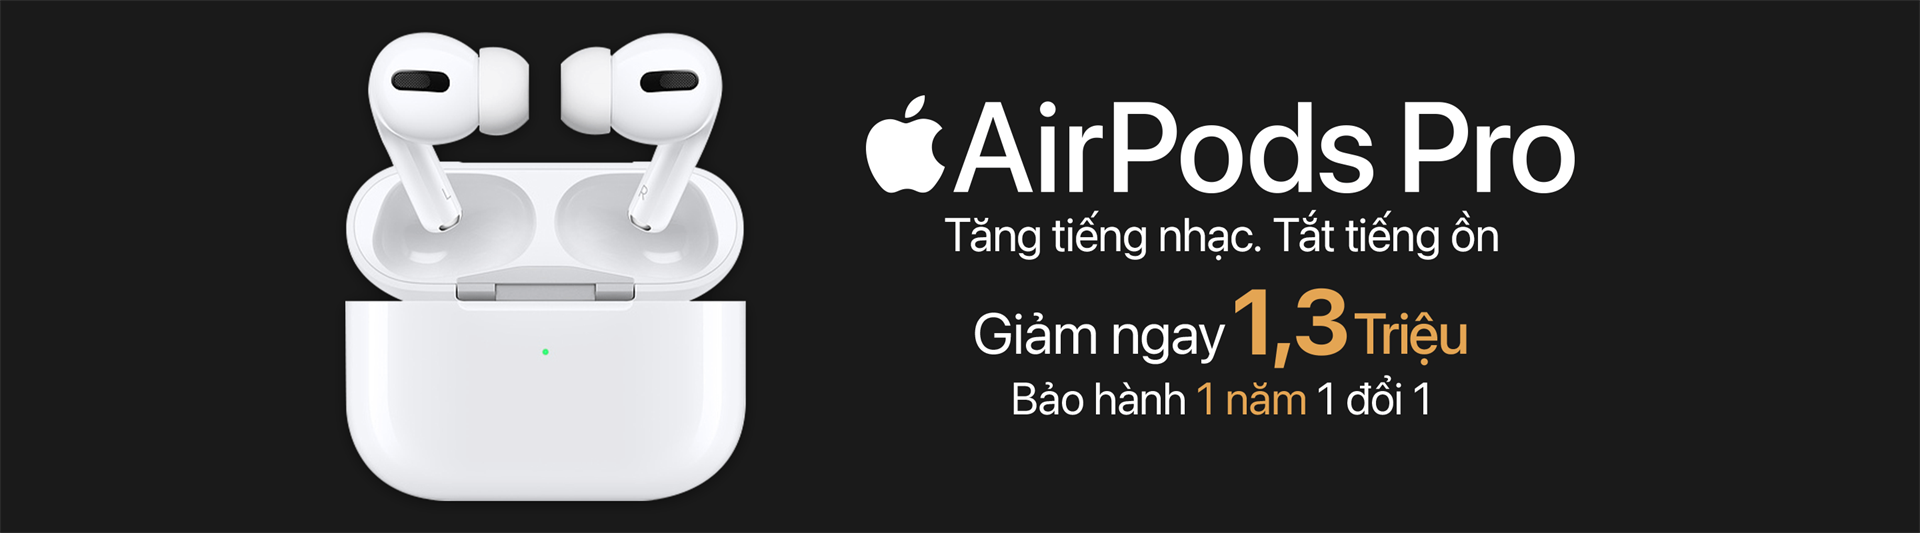 L
R
AirPods Pro
Tăng tiếng nhạc. Tắt tiếng ồn
Giảm ngay 1,3 Triệu
Bảo hành 1 năm 1 đổi 1